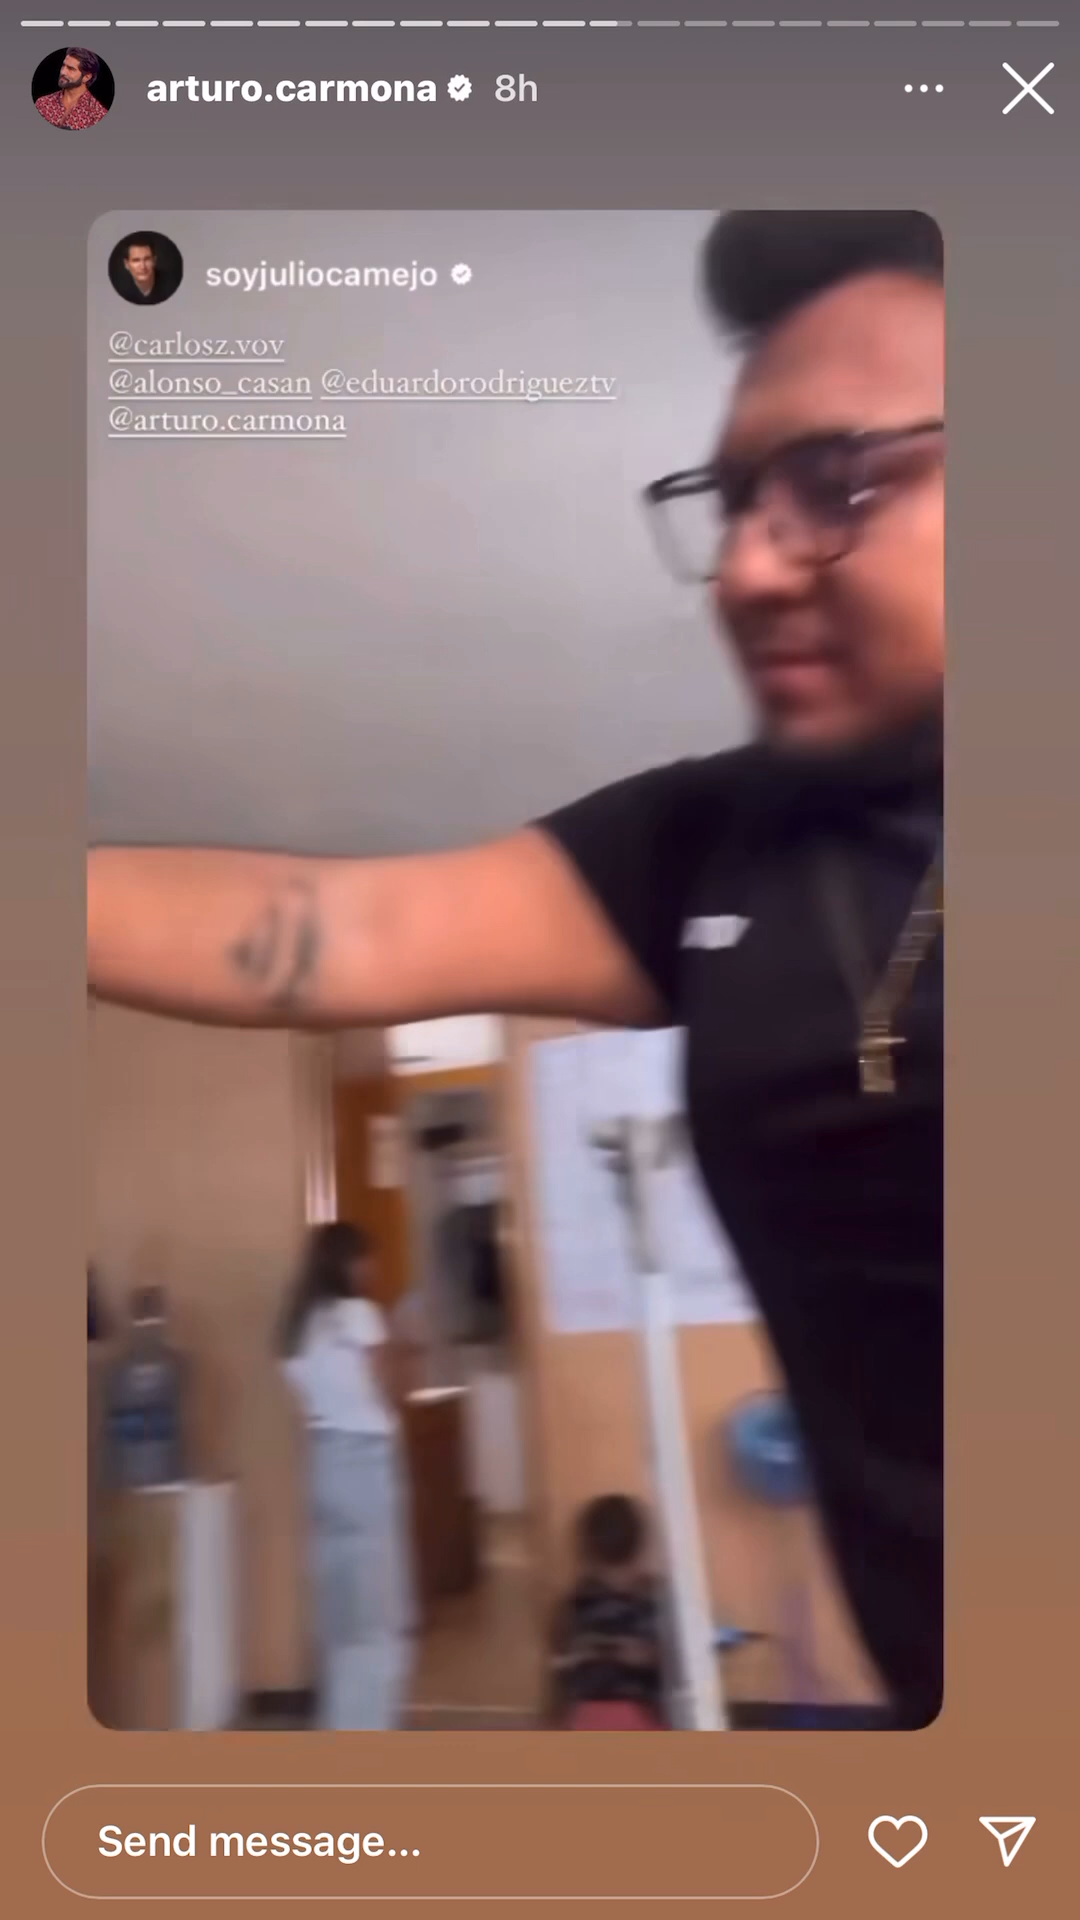 arturo.carmona 8h
soyjuliocamejo
@carlosz.vov
@alonso_casan @eduardorodrigueztv
@arturo.carmona
Send message...